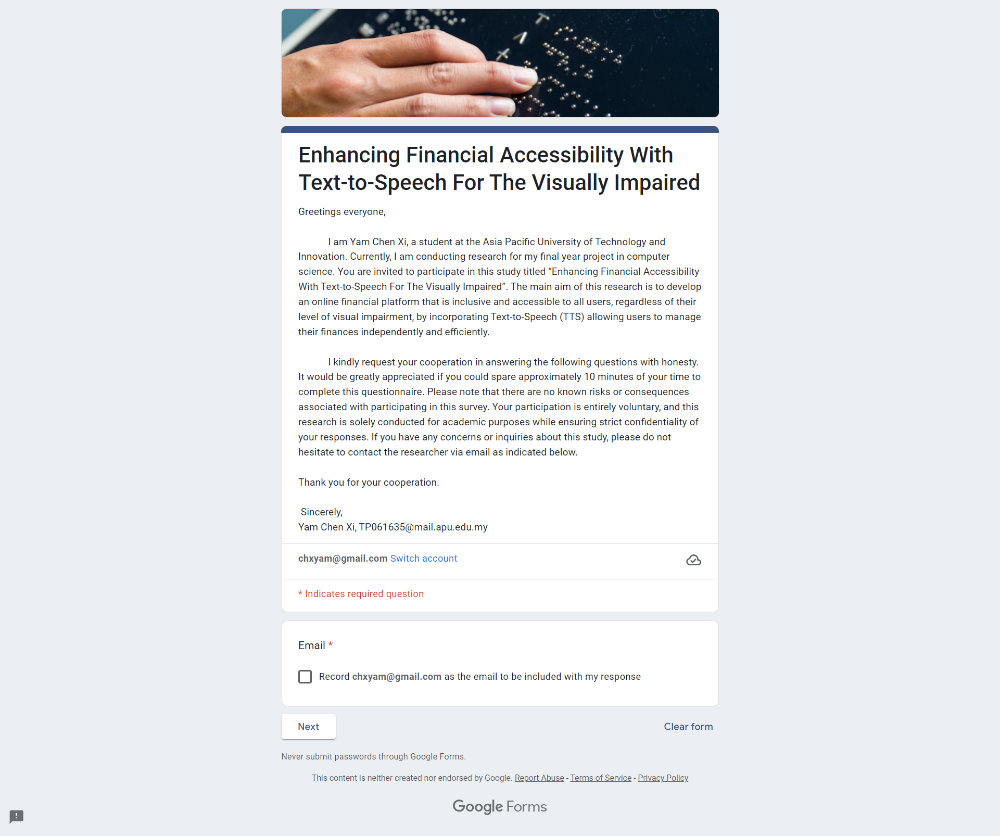 Enhancing Financial Accessibility With
Text-to-Speech For The Visually Impaired
Greetings everyone,
I am Yam Chen Xi, a student at the Asia Pacific University of Technology and
Innovation. Currently, I am conducting research for my final year project in computer
science. You are invited to participate in this study titled “Enhancing Financial Accessibility
With Text-to-Speech For The Visually Impaired”. The main aim of this research is to develop
an online financial platform that is inclusive and accessible to all users, regardless of their
level of visual impairment, by incorporating Text-to-Speech (TTS) allowing users to manage
their finances independently and efficiently.
I kindly request your cooperation in answering the following questions with honesty.
It would be greatly appreciated if you could spare approximately 10 minutes of your time to
complete this questionnaire. Please note that there are no known risks or consequences
associated with participating in this survey. Your participation is entirely voluntary, and this
research is solely conducted for academic purposes while ensuring strict confidentiality of
your responses. If you have any concerns or inquiries about this study, please do not
hesitate to contact the researcher via email as indicated below.
Thank you for your cooperation.
Sincerely,
Yam Chen Xi, TP061635@mail.apu.edu.my
chxyam@gmail.com Switch account
* Indicates required question
Email *
Record chxyam@gmail.com as the email to be included with my response
Next
Clear form
Never submit passwords through Google Forms.
This content is neither created nor endorsed by Google. Report Abuse - Terms of Service - Privacy Policy
Google Forms